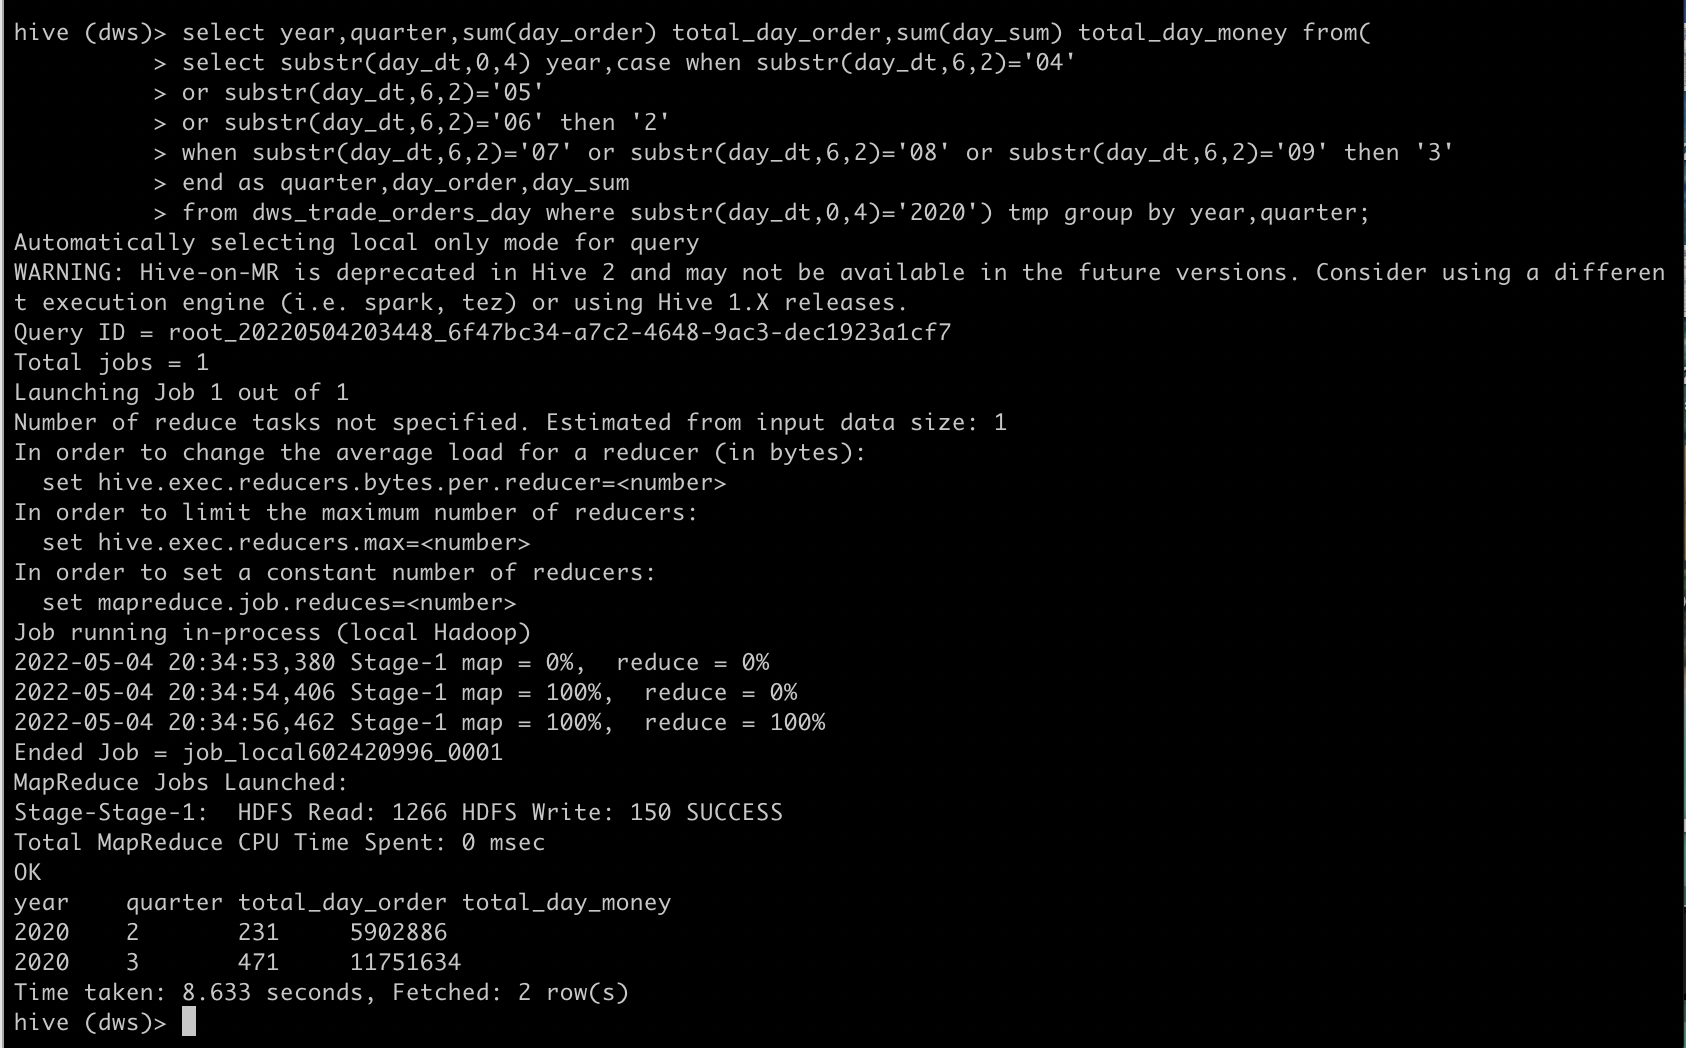 hive (dws)> select year,quarter,sum(day_order) total_day_order,sum(day_sum) total_day_money from(
> select substr(day_dt,0,4) year,case when substr(day_dt,6,2)='04'
> or substr(day_dt,6,2)='05'
> or substr(day_dt,6,2)='06' then '2'
> when substr(day_dt,6,2)='07' or substr(day_dt,6,2)='08' or substr(day_dt,6,2)='09' then '3'
> end as quarter,day_order,day_sum
> from dws_trade_orders_day where substr(day_dt,0,4)='2020') tmp group by year,quarter;
Automatically selecting local only mode for query
WARNING: Hive-on-MR is deprecated in Hive 2 and may not be available in the future versions. Consider using a differen
t execution engine (i.e. spark, tez) or using Hive 1.X releases.
Query ID = root_20220504203448_6f47bc34-a7c2-4648-9ac3-dec1923a1cf7
Total jobs = 1
Launching Job 1 out of 1
Number of reduce tasks not specified. Estimated from input data size: 1
In order to change the average load for a reducer (in bytes):
  set hive.exec.reducers.bytes.per.reducer=<number>
In order to limit the maximum number of reducers:
  set hive.exec.reducers.max=<number>
In order to set a constant number of reducers:
  set mapreduce.job.reduces=<number>
Job running in-process (local Hadoop)
2022-05-04 20:34:53,380 Stage-1 map = 0%,  reduce = 0%
2022-05-04 20:34:54,406 Stage-1 map = 100%,  reduce = 0%
2022-05-04 20:34:56,462 Stage-1 map = 100%,  reduce = 100%
Ended Job = job_local602420996_0001
MapReduce Jobs Launched:
Stage-Stage-1:  HDFS Read: 1266 HDFS Write: 150 SUCCESS
Total MapReduce CPU Time Spent: 0 msec
OK
year    quarter total_day_order total_day_money
2020    2       231     5902886
2020    3       471     11751634
Time taken: 8.633 seconds, Fetched: 2 row(s)
hive (dws)>